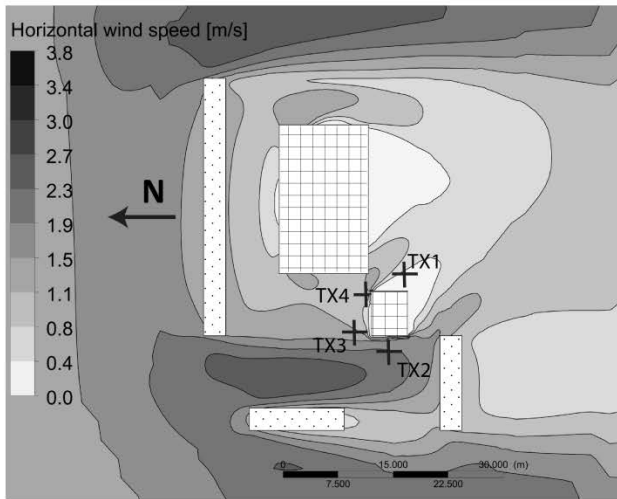 Horizontal wind speed [m/s]
3.8
3.4
3.0
2.7
2.3
1.9
1.5
1.1
0.8
0.4
0.0
N
TX1
TX4
TX3
TX2
0 15.000 30.000 (m)
7.500 22.500